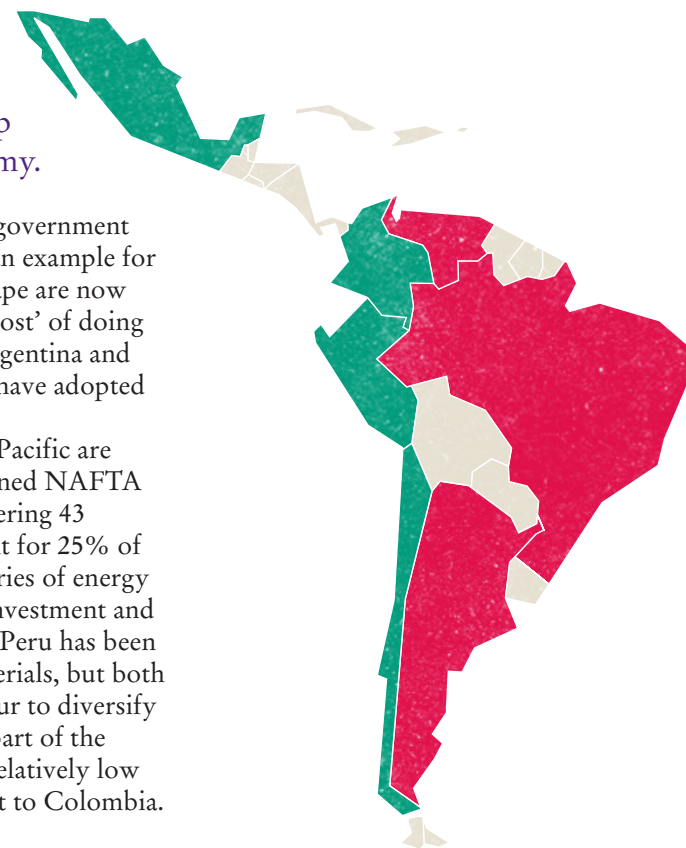 my.
government
n example for
ape are now
ost’ of doing
gentina and
have adopted
Pacific are
ned NAFTA
ering 43
t for 25% of
ries of energy
nvestment and
Peru has been
erials, but both
ur to diversify
art of the
elatively low
t to Colombia.